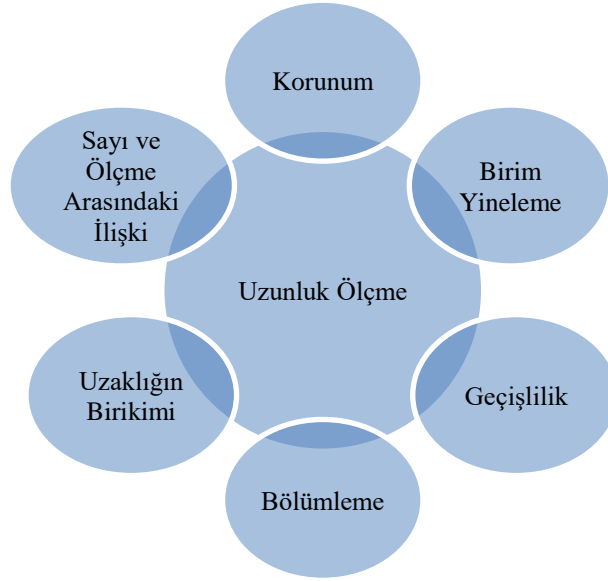 Korunum
Sayı ve
Ölçme
Arasındaki
İlişki
Birim
Yineleme
Uzunluk Ölçme
Uzaklığın
Birikimi
Geçişlilik
Bölümleme